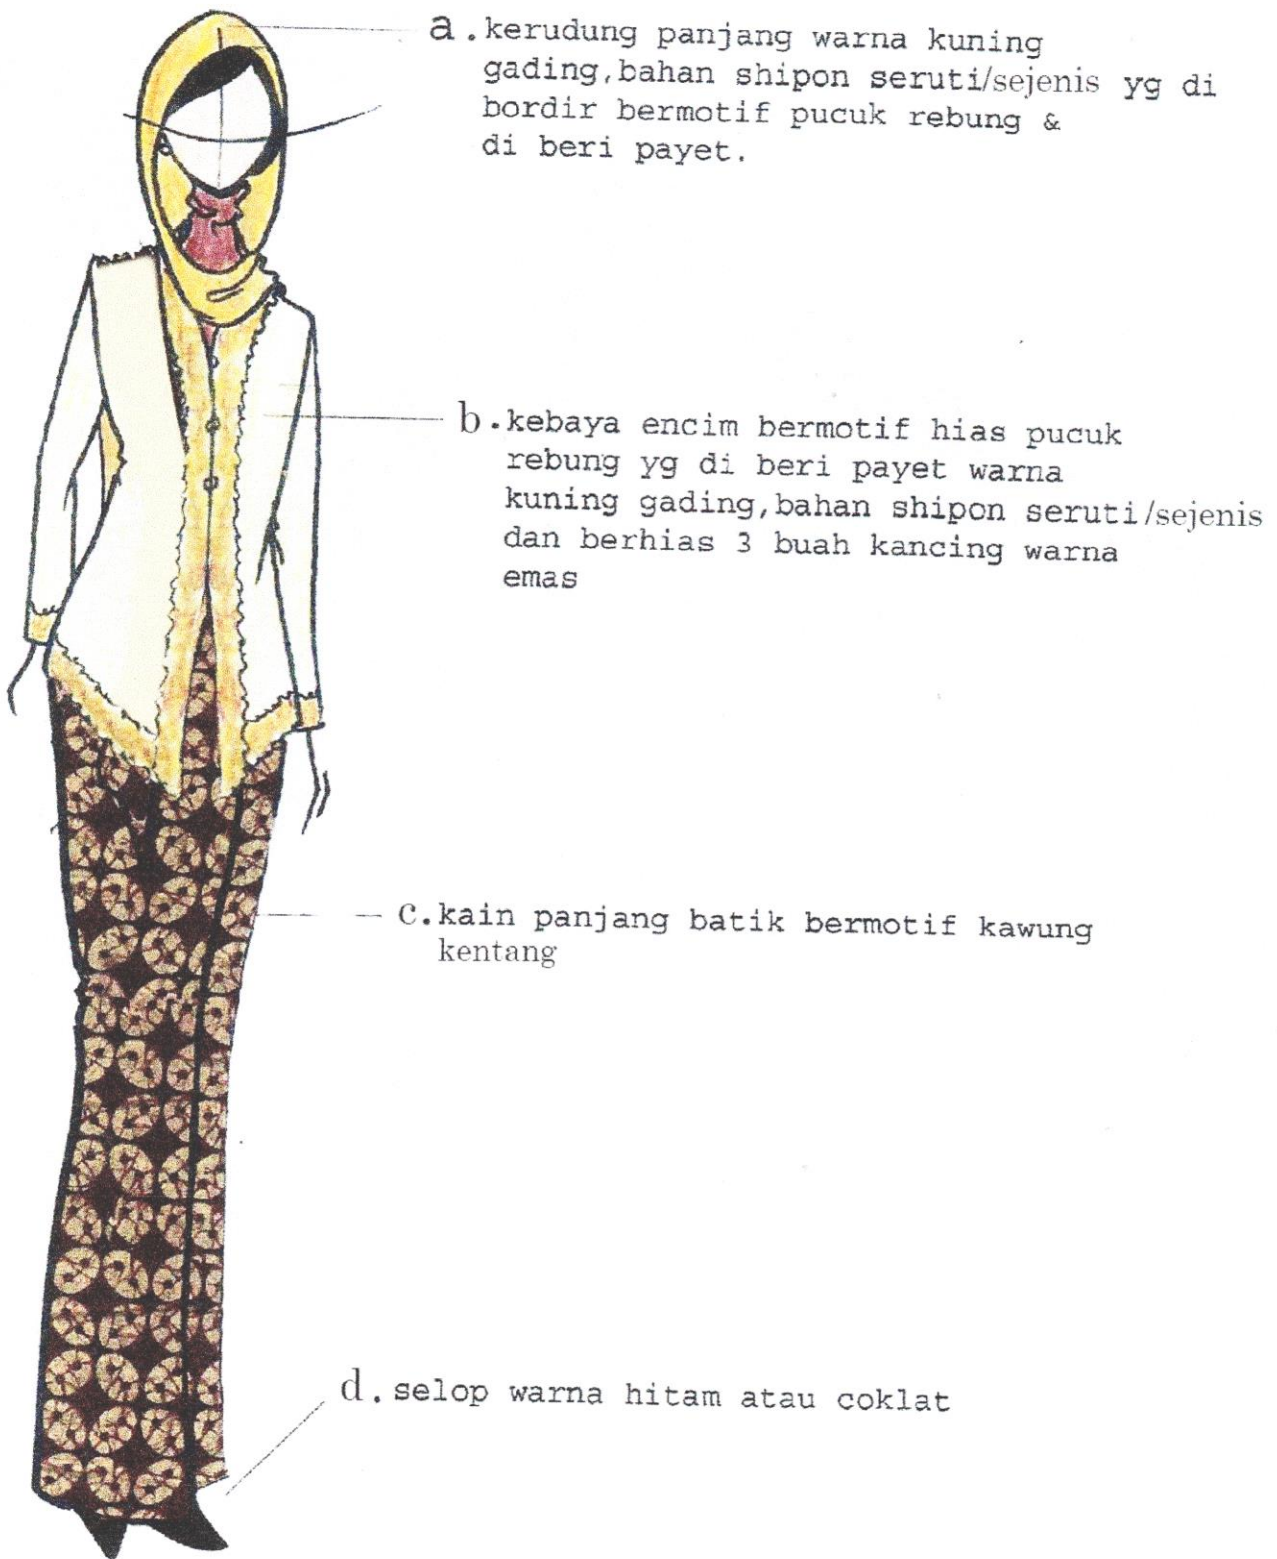 a. kerudung panjang warna kuning
gading,bahan shipon seruti/sejenis yg di
bordir bermotif pucuk rebung &
di beri payet.
b. kebaya encim bermotif hias pucuk
rebung yg di beri payet warna
kuning gading,bahan shipon seruti/sejenis
dan berhias 3 buah kancing warna
emas
c. kain panjang batik bermotif kawung
kentang
d. selop warna hitam atau coklat